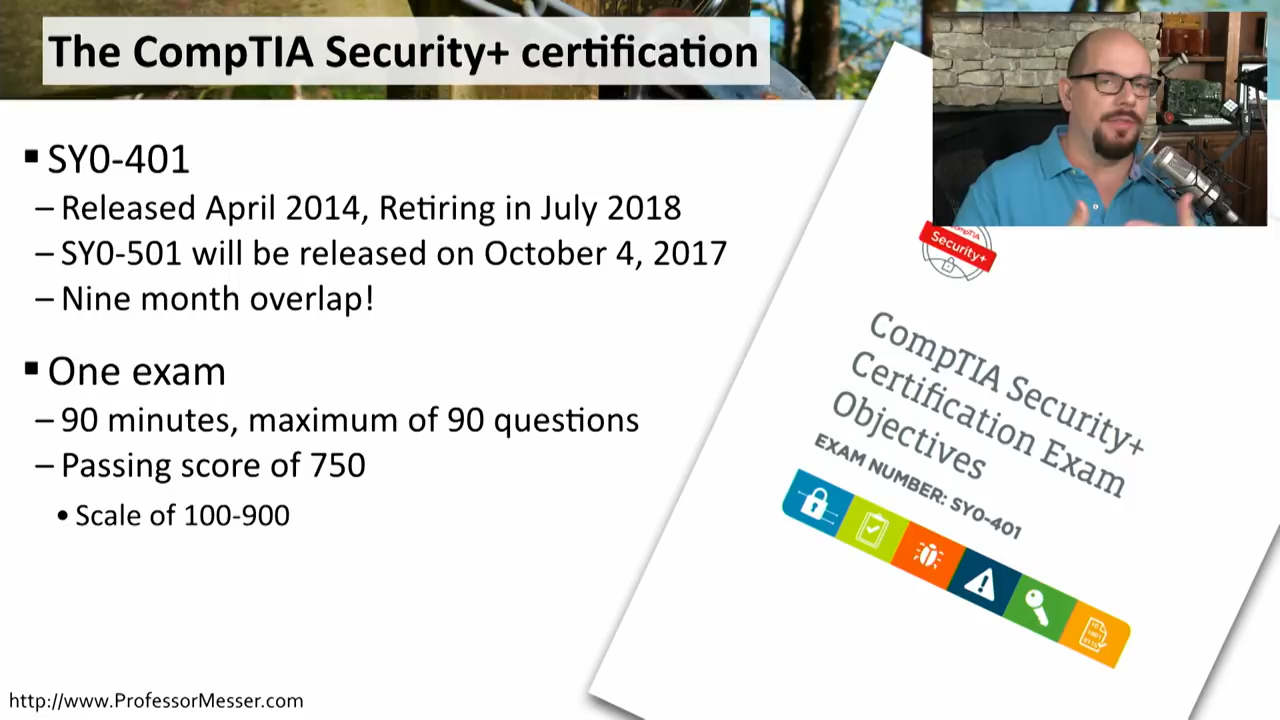 The CompTIA Security+ certification
▪ SY0-401
– Released April 2014, Retiring in July 2018
– SY0-501 will be released on October 4, 2017
– Nine month overlap!
▪ One exam
– 90 minutes, maximum of 90 questions
– Passing score of 750
• Scale of 100-900
CompTIA
Security+
CompTIA Security+
Certification Exam
Objectives
EXAM NUMBER: SY0-401
http://www.ProfessorMesser.com